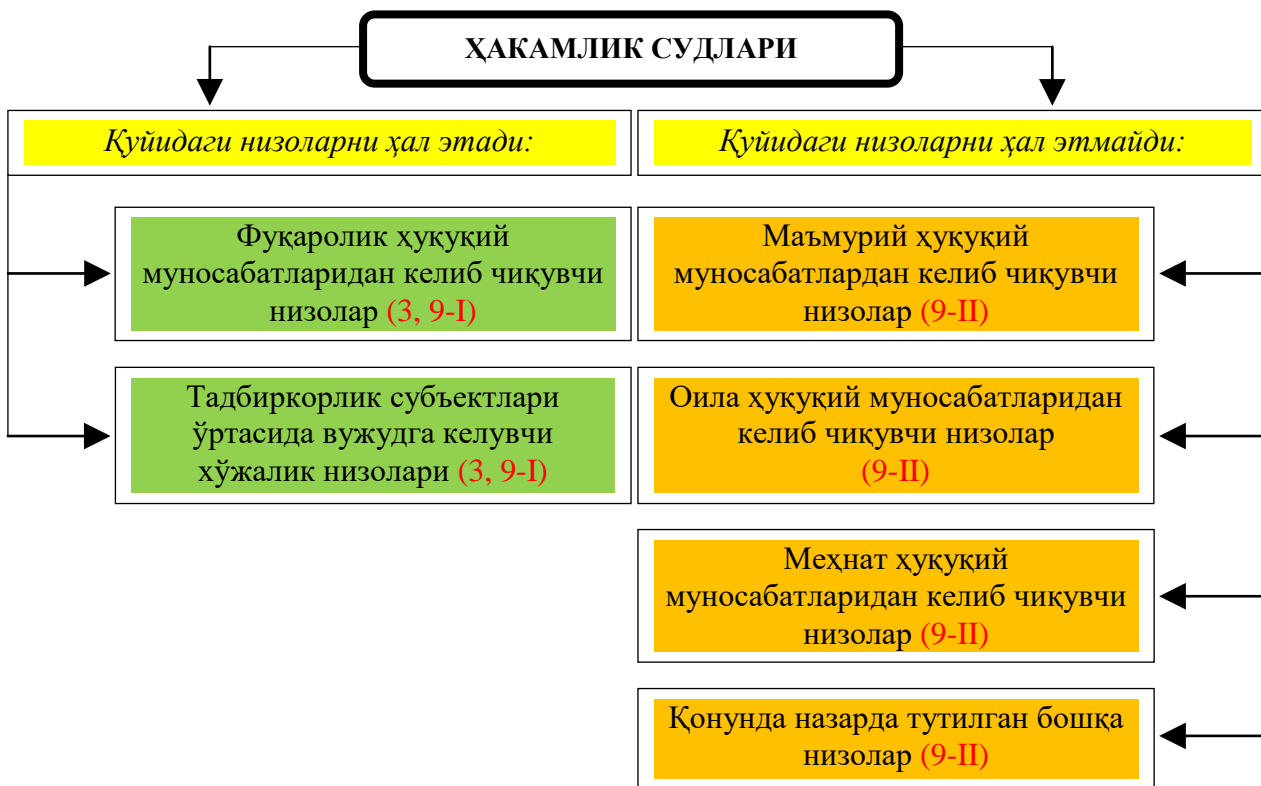 ҲАКАМЛИК СУДЛАРИ
Қуйидаги низоларни ҳал этади:
Фуқаролик ҳуқуқий
муносабатларидан келиб чиқувчи
низолар (3, 9-I)
Тадбиркорлик субъектлари
ўртасида вужудга келувчи
хўжалик низолари (3, 9-I)
Қуйидаги низоларни ҳал этмайди:
Маъмурий ҳуқуқий
муносабатлардан келиб чиқувчи
низолар (9-II)
Оила ҳуқуқий муносабатларидан
келиб чиқувчи низолар
(9-II)
Меҳнат ҳуқуқий
муносабатларидан келиб чиқувчи
низолар (9-II)
Қонунда назарда тутилган бошқа
низолар (9-II)